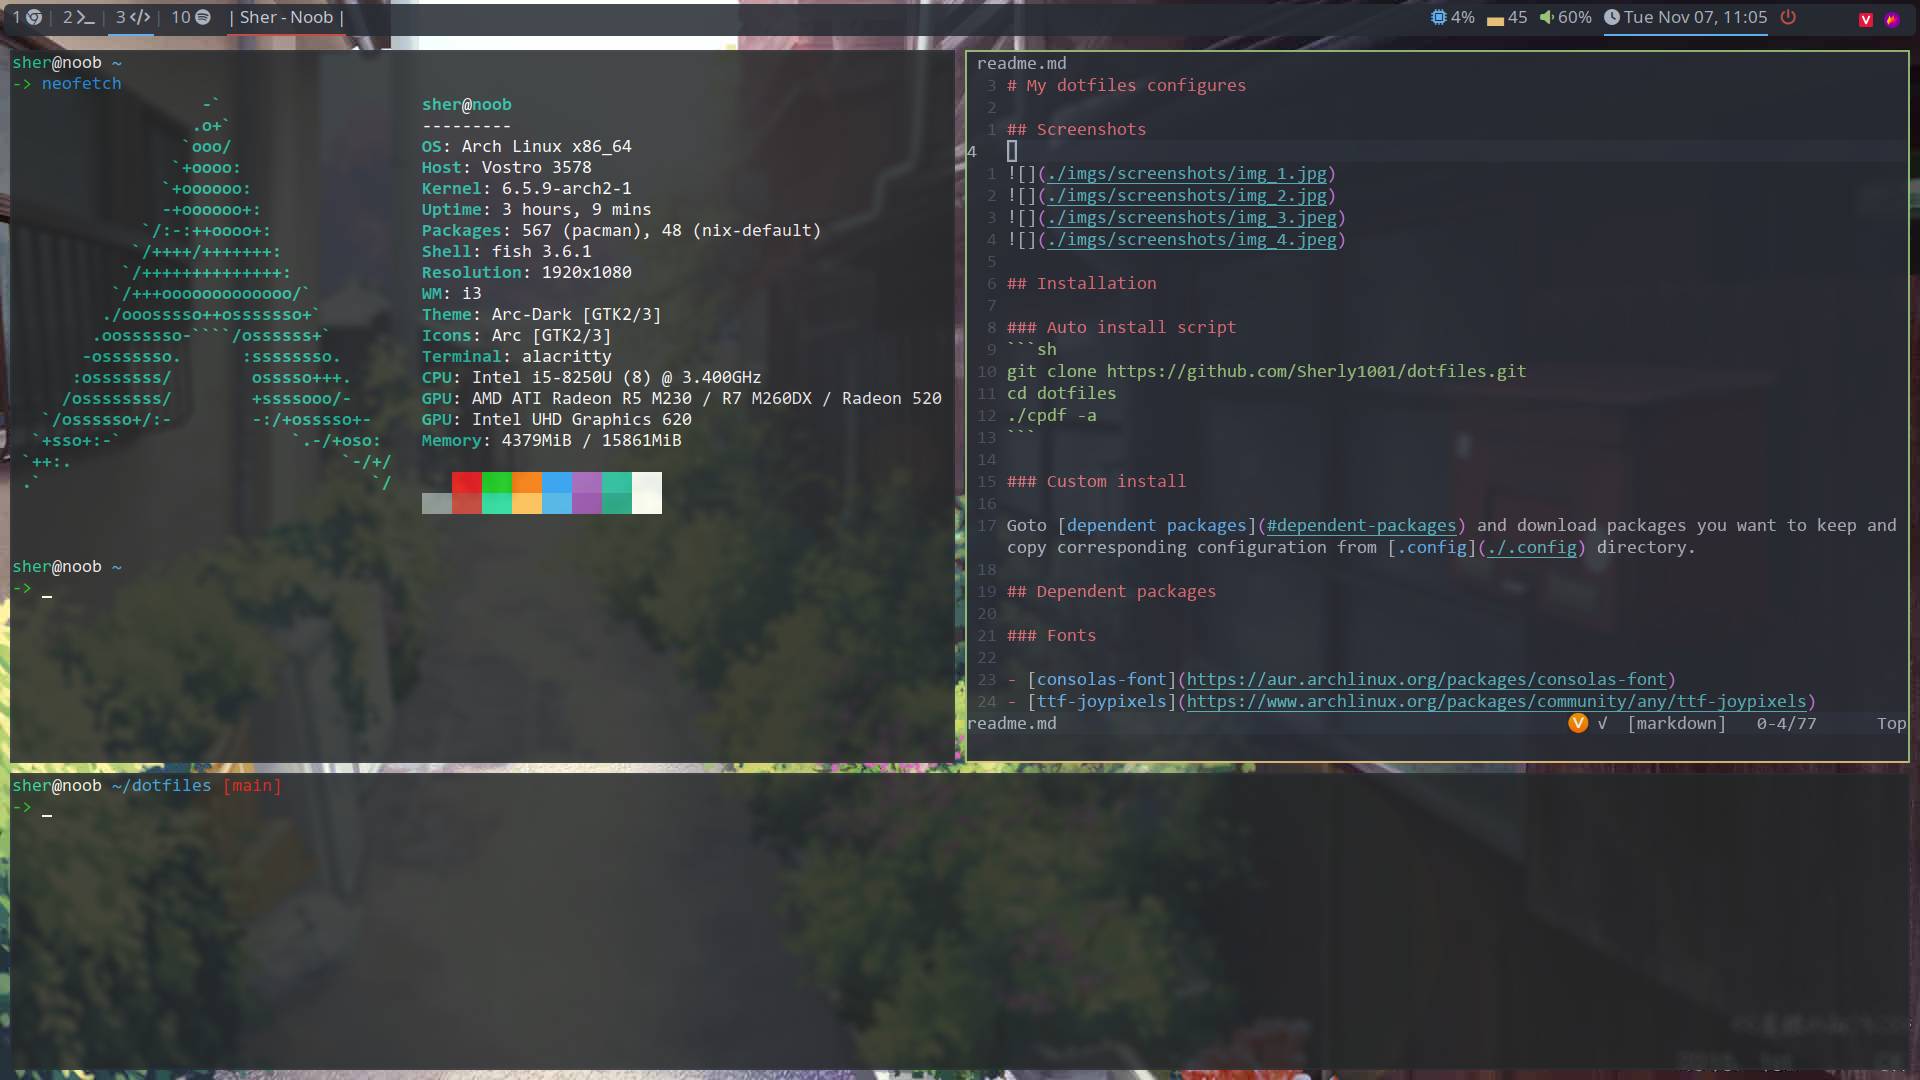 1 | 2 | 3 </> | 10 | Sher - Noob |
4% 45 60% Tue Nov 07, 11:05 V
sher@noob ~
-> neofetch
-`
.o+`
`ooo/
`+oooo:
`+oooooo:
-+oooooo+:
`/:-:++oooo+:
`/++++/+++++++:
`/++++++++++++++:
`/+++ooooooooooooo/`
./ooosssso++osssssso+`
.oossssso-````/ossssss+`
-osssssso. :ssssssso.
:osssssss/ osssso+++.
/ossssssss/ +ssssooo/-
`/ossssso+/:- -:/+osssso+-
`+sso+:-` `.-/+oso:
`++:. `-/+/
.` `/
sher@noob
---------
OS: Arch Linux x86_64
Host: Vostro 3578
Kernel: 6.5.9-arch2-1
Uptime: 3 hours, 9 mins
Packages: 567 (pacman), 48 (nix-default)
Shell: fish 3.6.1
Resolution: 1920x1080
WM: i3
Theme: Arc-Dark [GTK2/3]
Icons: Arc [GTK2/3]
Terminal: alacritty
CPU: Intel i5-8250U (8) @ 3.400GHz
GPU: AMD ATI Radeon R5 M230 / R7 M260DX / Radeon 520
GPU: Intel UHD Graphics 620
Memory: 4379MiB / 15861MiB
sher@noob ~
-> _
readme.md
3 # My dotfiles configures
2
1 ## Screenshots
4
1 ![](./imgs/screenshots/img_1.jpg)
2 ![](./imgs/screenshots/img_2.jpg)
3 ![](./imgs/screenshots/img_3.jpeg)
4 ![](./imgs/screenshots/img_4.jpeg)
5
6 ## Installation
7
8 ### Auto install script
9 ```sh
10 git clone https://github.com/Sherly1001/dotfiles.git
11 cd dotfiles
12 ./cpdf -a
13 ```
14
15 ### Custom install
16
17 Goto [dependent packages](#dependent-packages) and download packages you want to keep and
copy corresponding configuration from [.config](./.config) directory.
18
19 ## Dependent packages
20
21 ### Fonts
22
23 - [consolas-font](https://aur.archlinux.org/packages/consolas-font)
24 - [ttf-joypixels](https://www.archlinux.org/packages/community/any/ttf-joypixels)
readme.md V √ [markdown] 0-4/77 Top
sher@noob ~/dotfiles [main]
-> _